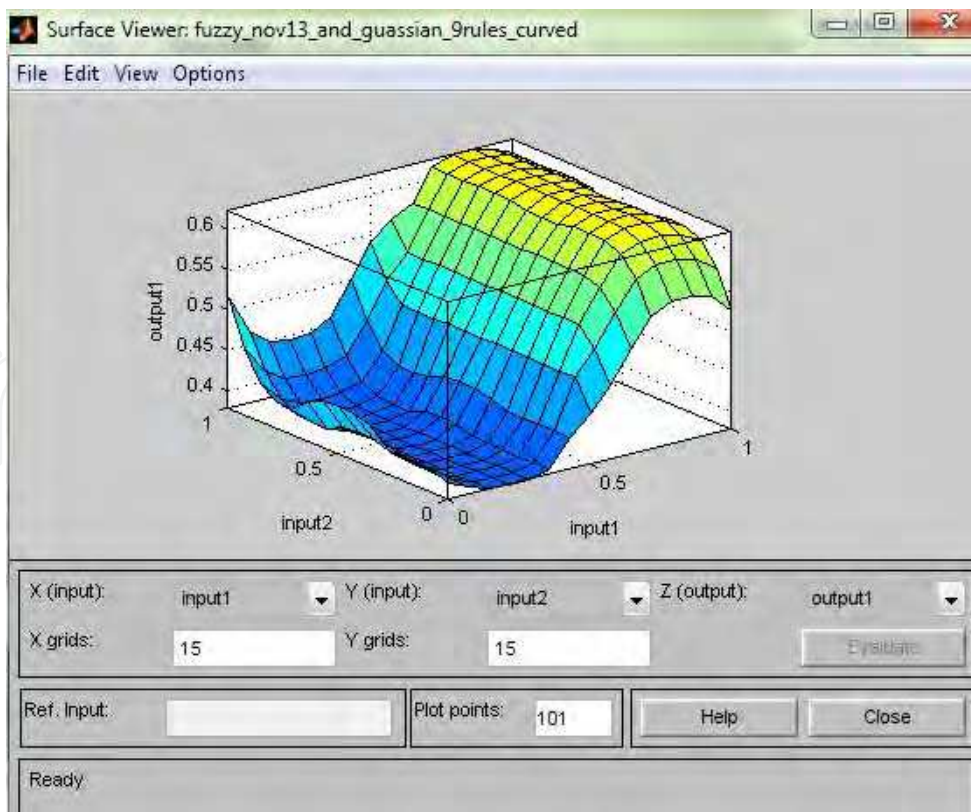 Surface Viewer: fuzzy_nov13_and_guassian_9rules_curved
File Edit View Options
0.6
0.55
0.5
0.45
0.4
output1
1
0.5
0
input2
0
0.5
1
input1
X (input): input1 Y (input): input2 Z (output): output1
X grids: 15 Y grids: 15 Evaluate
Ref. Input: Plot points: 101 Help Close
Ready